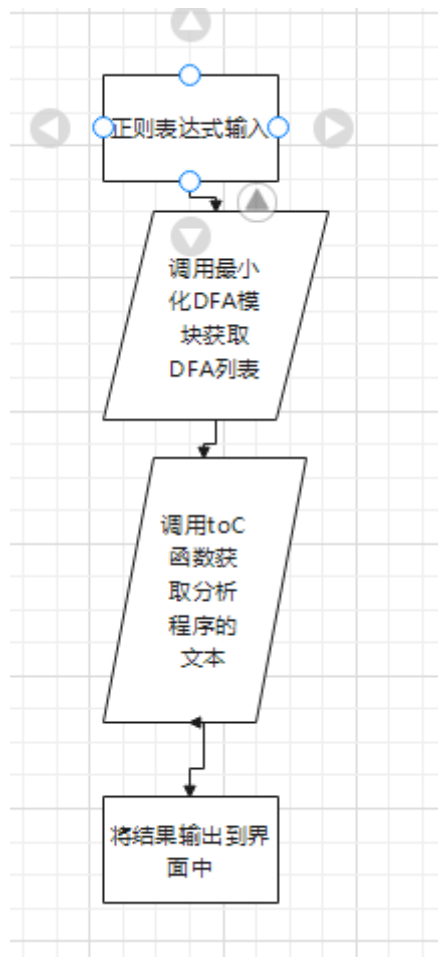 正则表达式输入
调用最小
化DFA模
块获取
DFA列表
调用toC
函数获
取分析
程序的
文本
将结果输出到界
面中